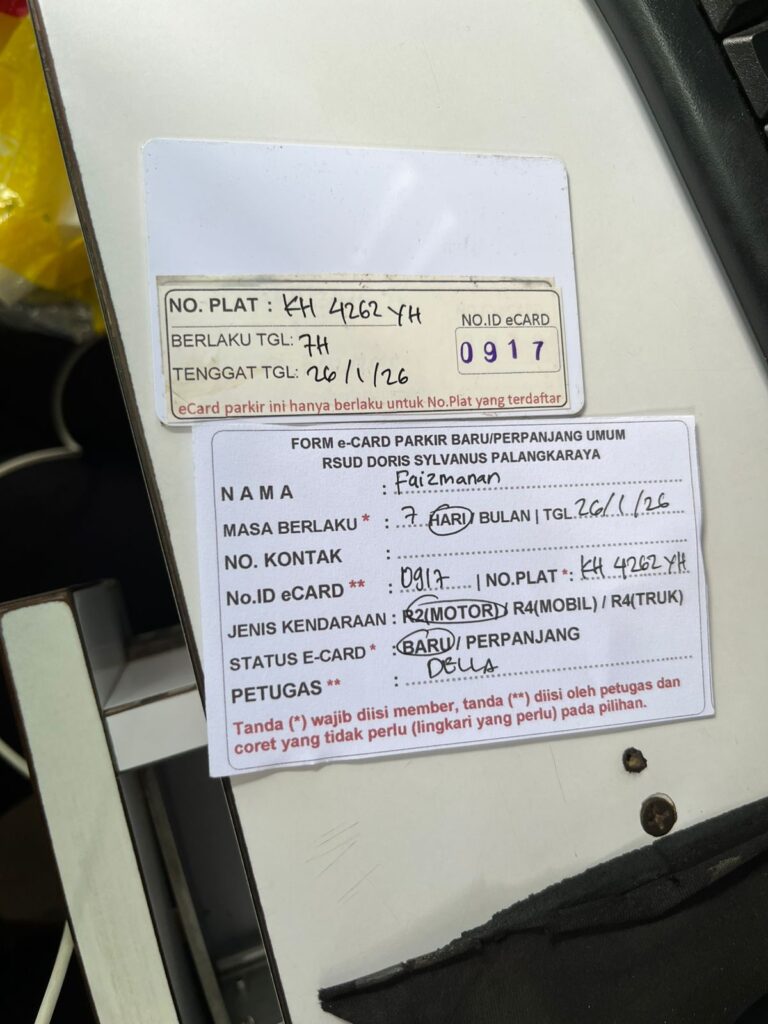 NO. PLAT : KH 4262 YH
BERLAKU TGL: 7H
TENGGAT TGL: 26/1/26
NO.ID eCARD
0917
eCard parkir ini hanya berlaku untuk No.Plat yang terdaftar
FORM e-CARD PARKIR BARU/PERPANJANG UMUM
RSUD DORIS SYLVANUS PALANGKARAYA
NAMA : Faizmanan
MASA BERLAKU * : 7 HARI / BULAN | TGL 26/1/26
NO. KONTAK :
No.ID eCARD ** : 0917 | NO.PLAT *: KH 4262 YH
JENIS KENDARAAN : R2(MOTOR) / R4(MOBIL) / R4(TRUK)
STATUS E-CARD * : BARU / PERPANJANG
PETUGAS ** : DELLA
Tanda (*) wajib diisi member, tanda (**) diisi oleh petugas dan
coret yang tidak perlu (lingkari yang perlu) pada pilihan.